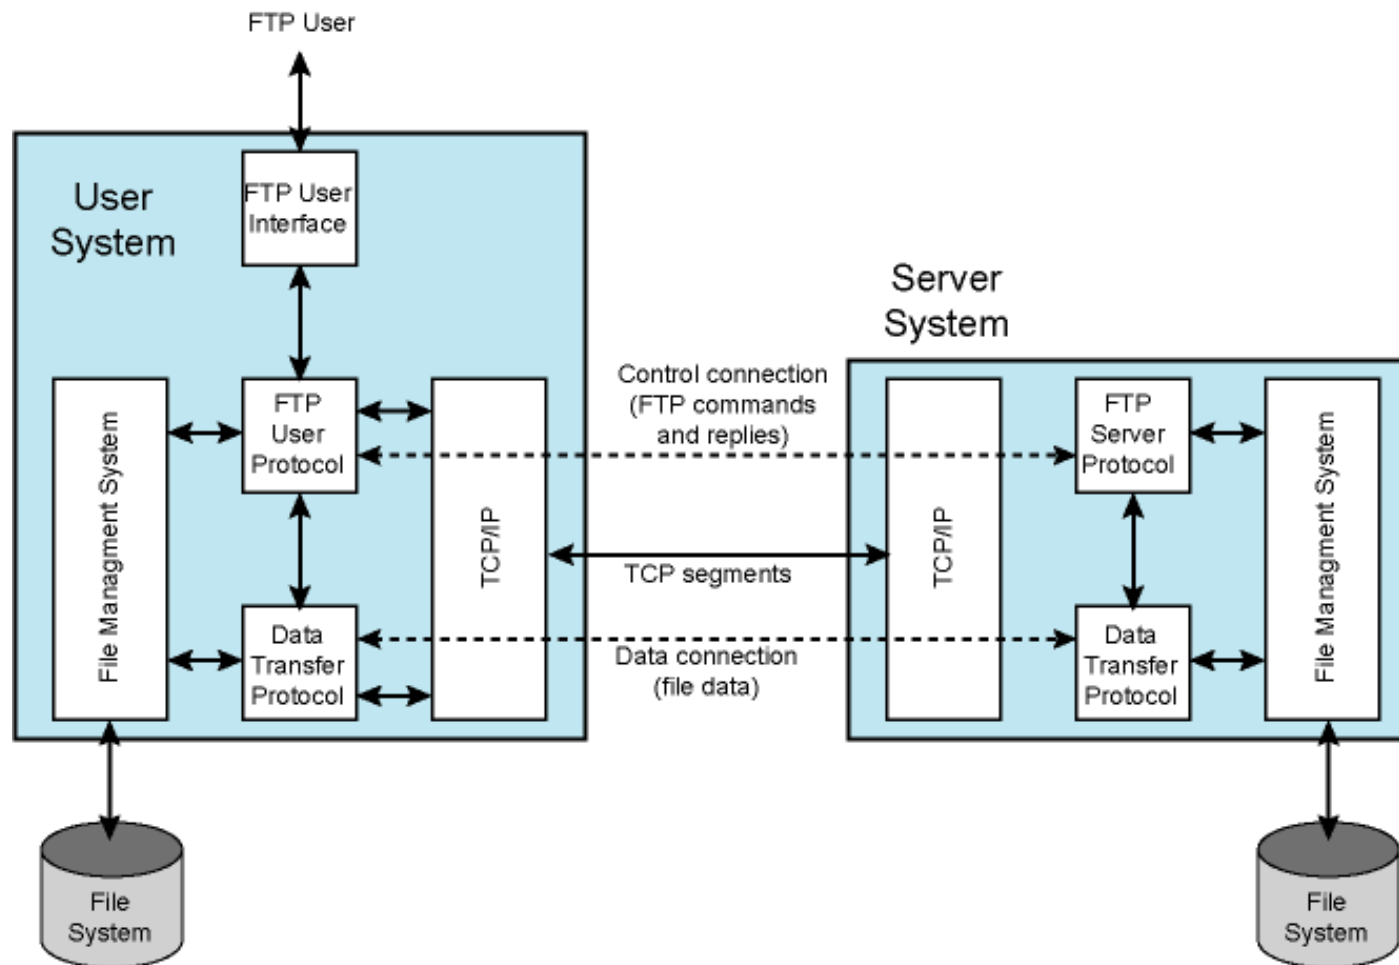 FTP User
User
System
FTP User
Interface
Server
System
File Managment System
FTP
User
Protocol
TCP/IP
Data
Transfer
Protocol
Control connection
(FTP commands
and replies)
TCP segments
Data connection
(file data)
TCP/IP
FTP
Server
Protocol
Data
Transfer
Protocol
File Managment System
File
System
File
System